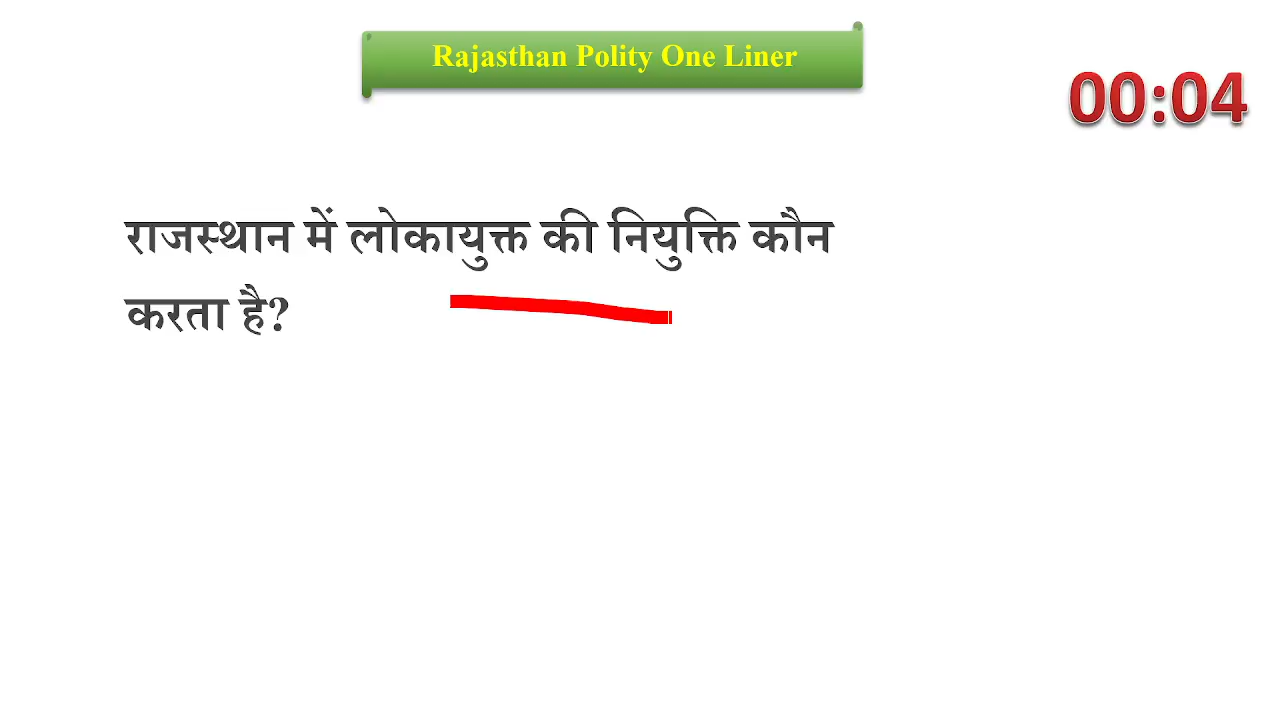 Rajasthan Polity One Liner
00:04
राजस्थान में लोकायुक्त की नियुक्ति कौन
करता है?